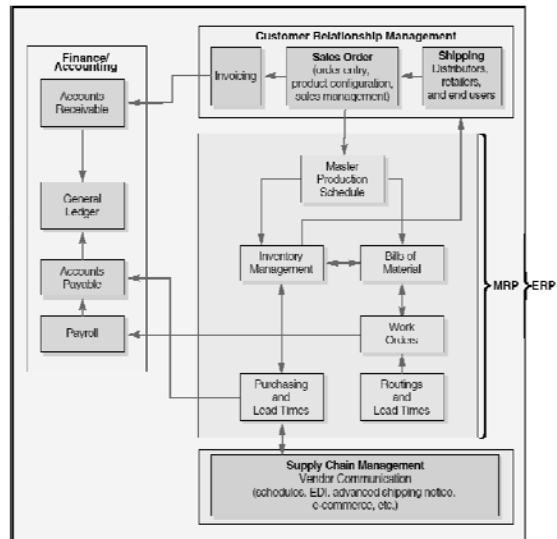 Customer Relationship Management
Finance/
Accounting
Accounts
Receivable
General
Ledger
Accounts
Payable
Payroll
Invoicing
Sales Order
(order entry,
product configuration,
sales management)
Shipping
Distributors,
retailers,
and end users
Master
Production
Schedule
Inventory
Management
Bills of
Material
Work
Orders
Purchasing
and
Lead Times
Routings
and
Lead Times
MRP
ERP
Supply Chain Management
Vendor Communication
(schedules, EDI, advanced shipping notice,
e-commerce, etc.)